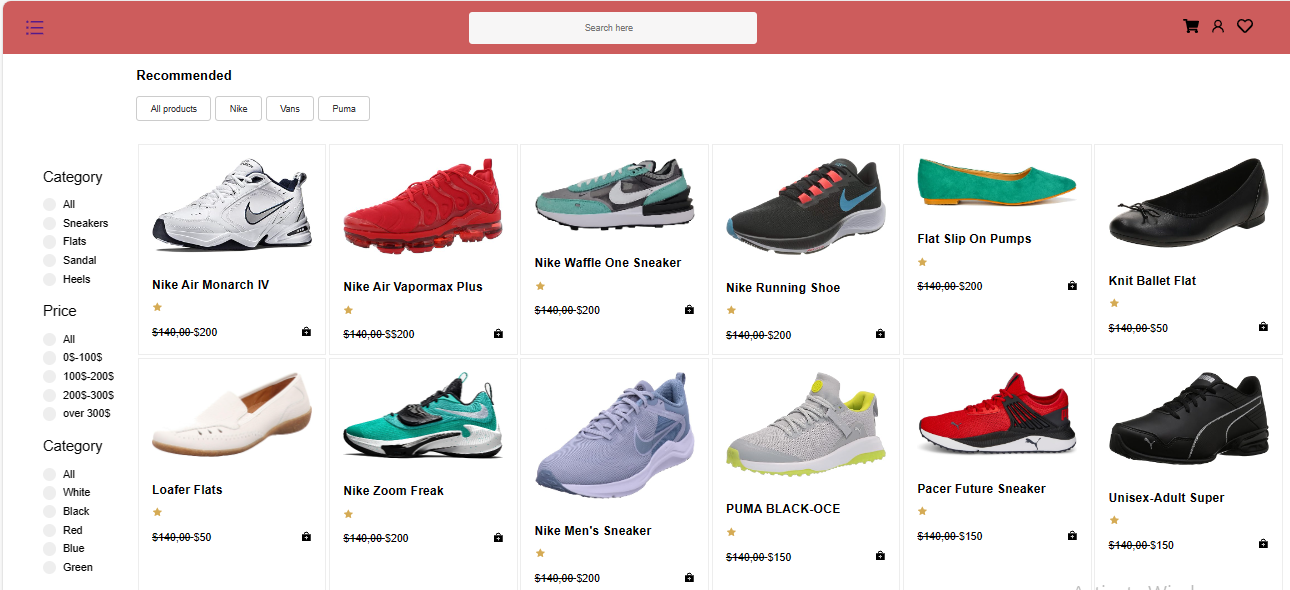 Search here
Recommended
All products
Nike
Vans
Puma
Category
All
Sneakers
Flats
Sandal
Heels
Price
All
0$-100$
100$-200$
200$-300$
over 300$
Category
All
White
Black
Red
Blue
Green
Nike Air Monarch IV
$140,00 $200
Nike Air Vapormax Plus
$140,00 $$200
Nike Waffle One Sneaker
$140,00 $200
Nike Running Shoe
$140,00 $200
Flat Slip On Pumps
$140,00 $200
Knit Ballet Flat
$140,00 $50
Loafer Flats
$140,00 $50
Nike Zoom Freak
$140,00 $200
Nike Men's Sneaker
$140,00 $200
PUMA BLACK-OCE
$140,00 $150
Pacer Future Sneaker
$140,00 $150
Unisex-Adult Super
$140,00 $150